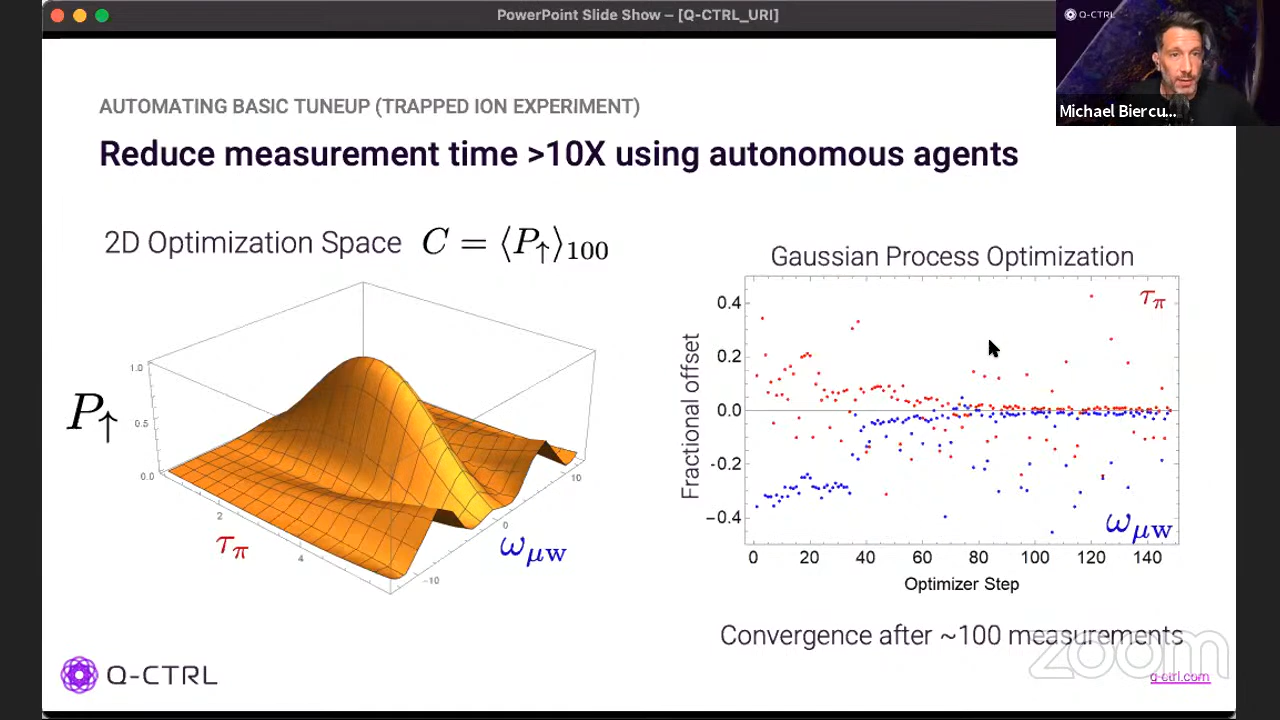 PowerPoint Slide Show – [Q-CTRL_URI]
Q-CTRL
Michael Biercu...
AUTOMATING BASIC TUNEUP (TRAPPED ION EXPERIMENT)
Reduce measurement time >10X using autonomous agents
2D Optimization Space C = ⟨P↑⟩100
1.0
0.5
0.0
P↑
2
4
τπ
-10
0
10
ωμw
Gaussian Process Optimization
τπ
Fractional offset
0.4
0.2
0.0
-0.2
-0.4
ωμw
0 20 40 60 80 100 120 140
Optimizer Step
Convergence after ~100 measurements
zoom
Q-CTRL
q-ctrl.com